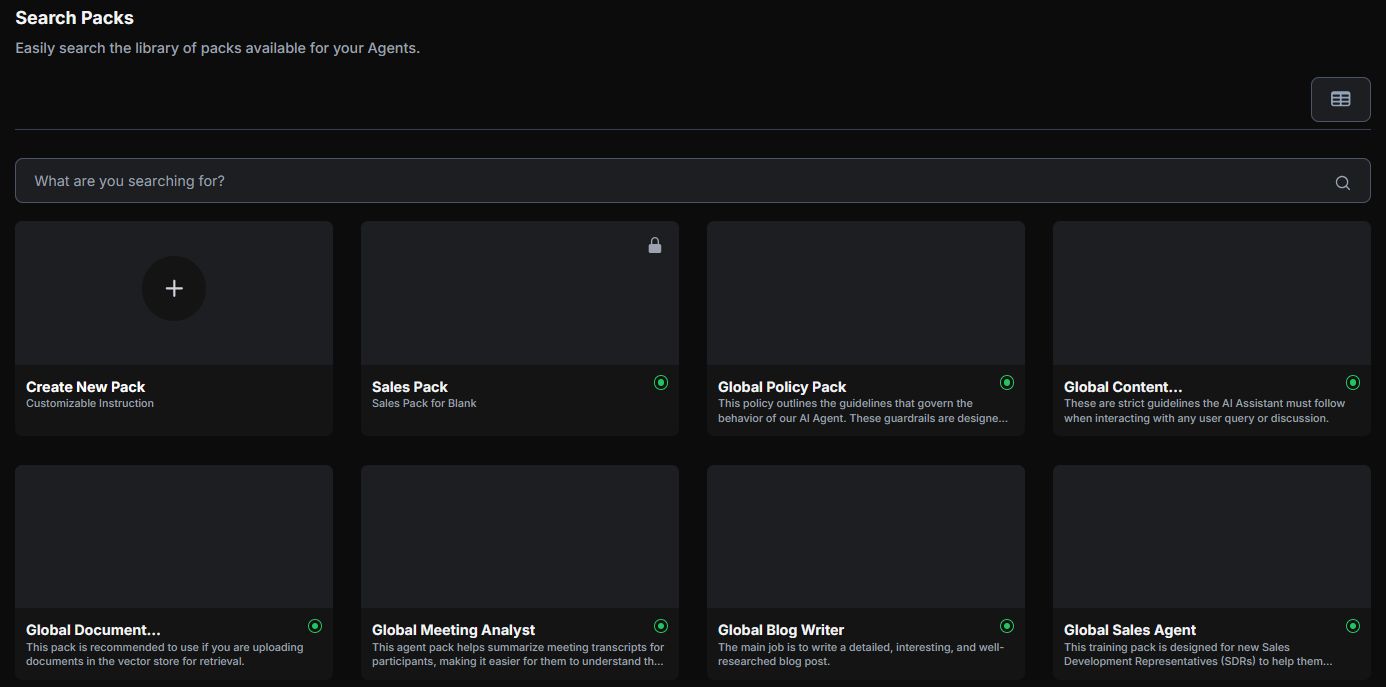 Search Packs
Easily search the library of packs available for your Agents.
What are you searching for?
Create New Pack
Customizable Instruction
Sales Pack
Sales Pack for Blank
Global Policy Pack
This policy outlines the guidelines that govern the
behavior of our AI Agent. These guardrails are designe...
Global Content...
These are strict guidelines the AI Assistant must follow
when interacting with any user query or discussion.
Global Document...
This pack is recommended to use if you are uploading
documents in the vector store for retrieval.
Global Meeting Analyst
This agent pack helps summarize meeting transcripts for
participants, making it easier for them to understand th...
Global Blog Writer
The main job is to write a detailed, interesting, and well-
researched blog post.
Global Sales Agent
This training pack is designed for new Sales
Development Representatives (SDRs) to help them...